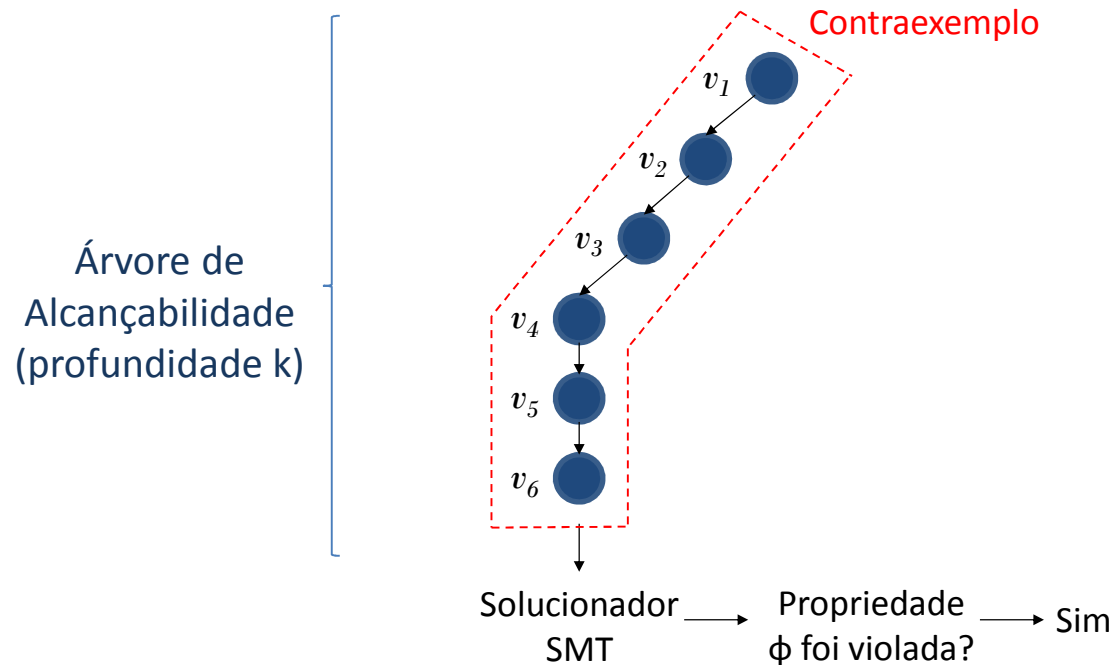 Contraexemplo
v1
v2
v3
v4
v5
v6
Árvore de
Alcançabilidade
(profundidade k)
Solucionador
SMT
Propriedade
ϕ foi violada?
Sim